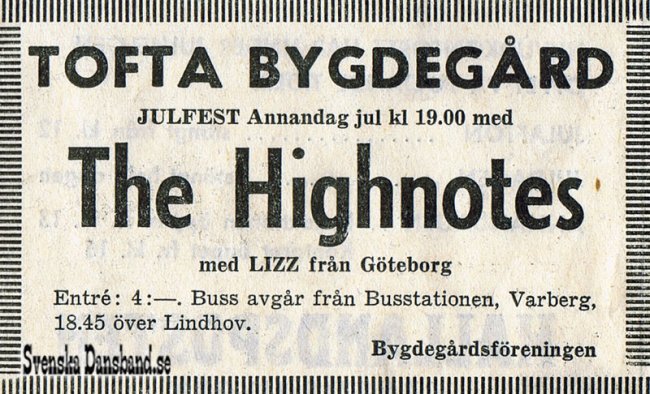 TOFTA BYGDEGÅRD
JULFEST Annandag jul kl 19.00 med
The Highnotes
med LIZZ från Göteborg
Entré: 4:—. Buss avgår från Busstationen, Varberg,
18.45 över Lindhov.
Bygdegårdsföreningen
Svenska Dansband.se